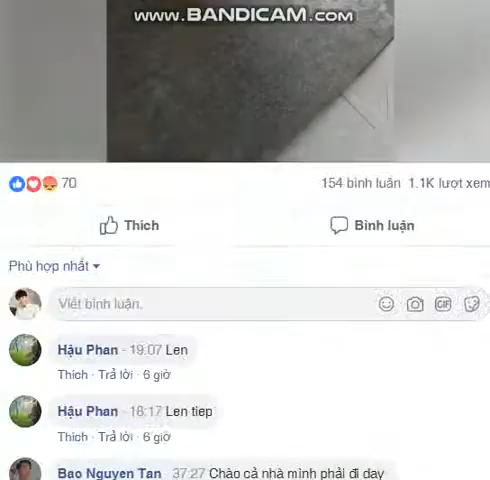 www.BANDICAM.com
70 154 bình luận 1.1K lượt xem
Thích Bình luận
Phù hợp nhất
Viết bình luận.
GIF
Hậu Phan · 19:07 Len
Thích · Trả lời · 6 giờ
Hậu Phan · 18:17 Len tiep
Thích · Trả lời · 6 giờ
Bao Nguyen Tan · 37:27 Chào cả nhà mình phải đi day